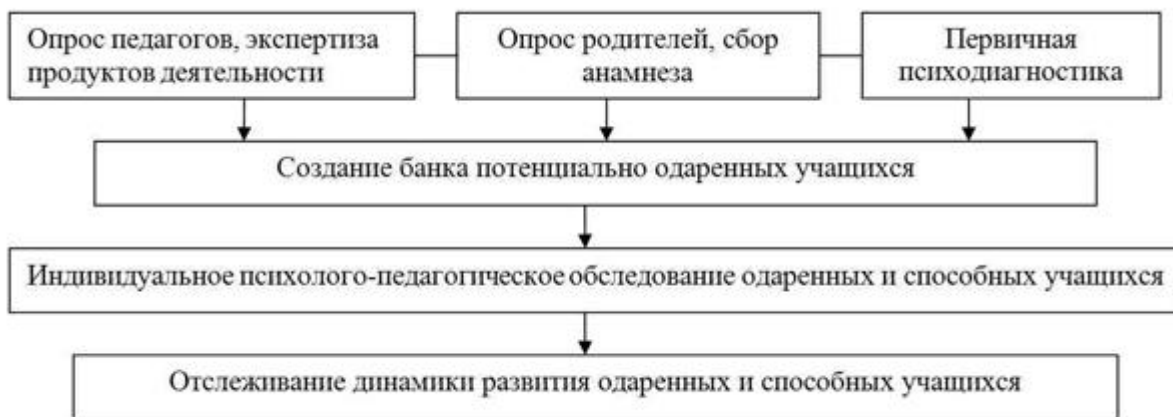 Опрос педагогов, экспертиза
продуктов деятельности
Опрос родителей, сбор
анамнеза
Первичная
психодиагностика
Создание банка потенциально одаренных учащихся
Индивидуальное психолого-педагогическое обследование одаренных и способных учащихся
Отслеживание динамики развития одаренных и способных учащихся